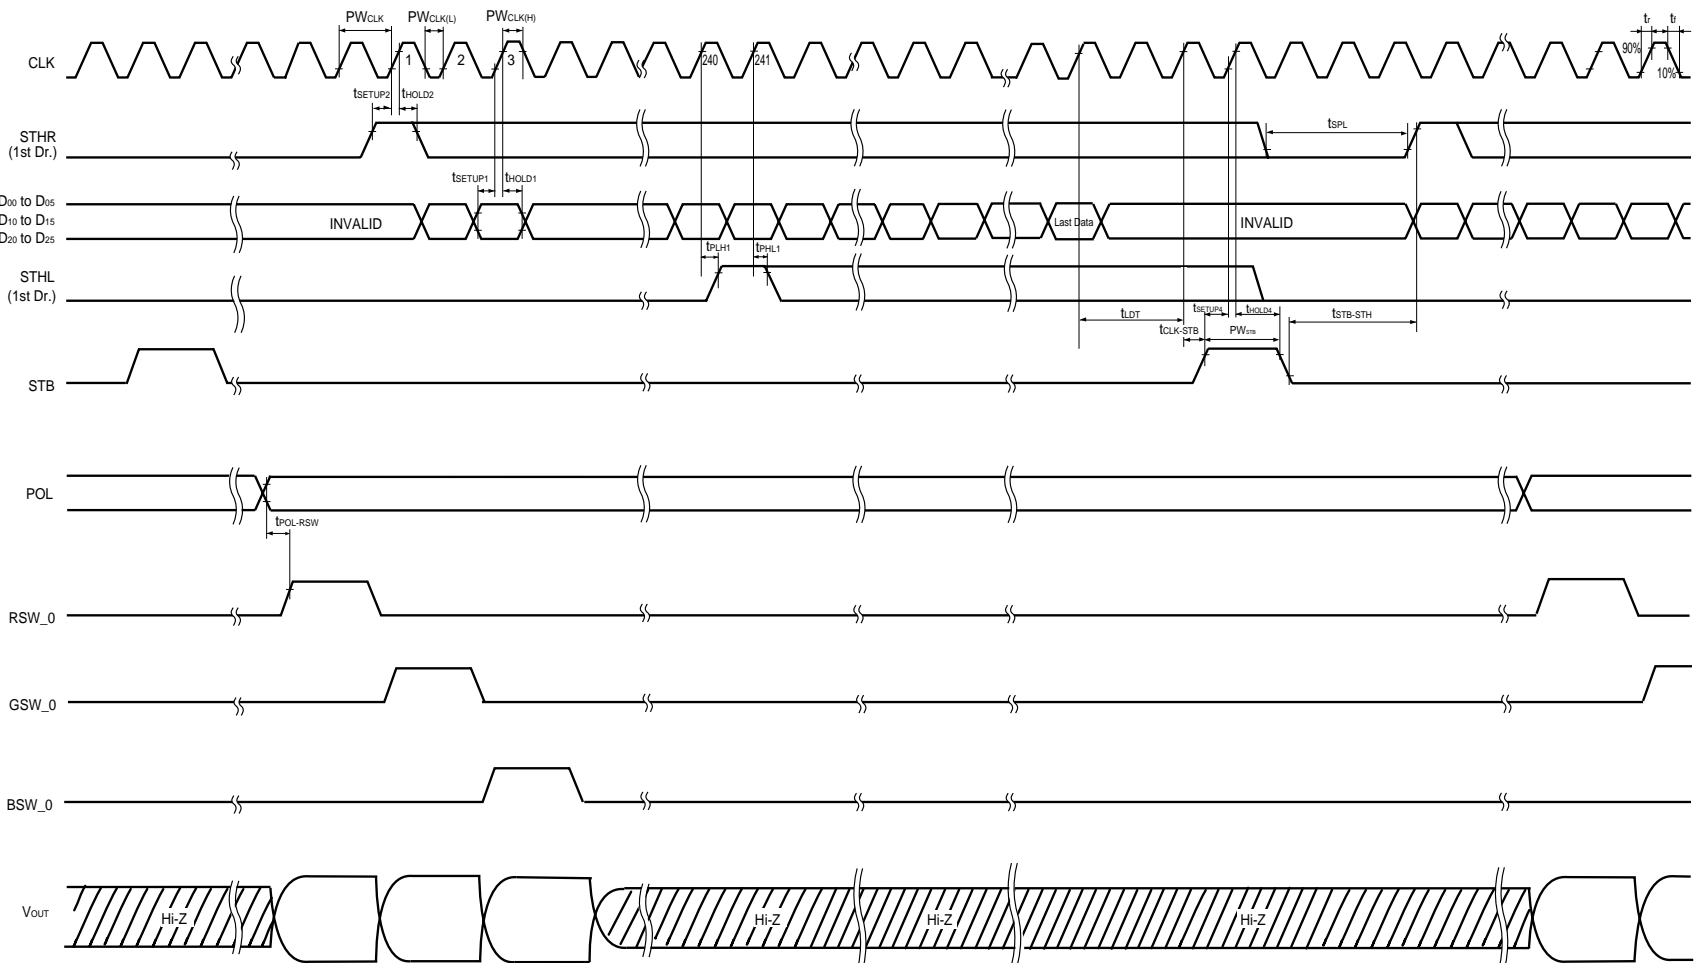 PWCLK PWCLK(L) PWCLK(H) tr tf
CLK 1 2 3 240 241 90% 10%
tSETUP2 tHOLD2
STHR
(1st Dr.)
tSPL
tSETUP1 tHOLD1
D00 to D05
D10 to D15
D20 to D25
INVALID Last Data INVALID
tPLH1 tPHL1
STHL
(1st Dr.)
tLDT tSETUP4 tHOLD4 tSTB-STH
tCLK-STB PWSTB
STB
POL
tPOL-RSW
RSW_0
GSW_0
BSW_0
VOUT Hi-Z Hi-Z Hi-Z Hi-Z